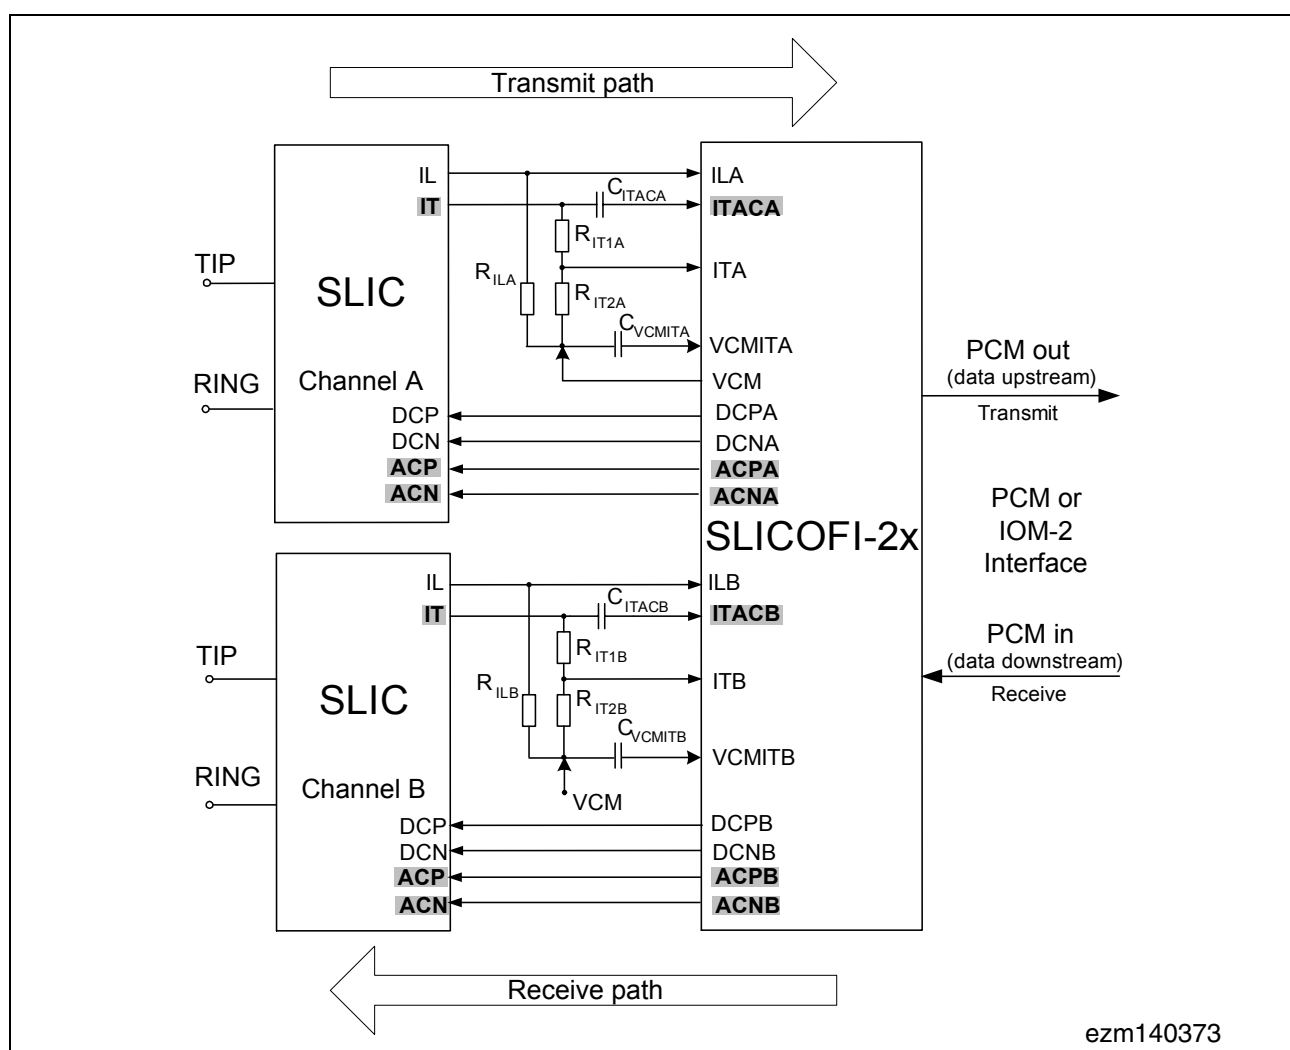 Transmit path
IL
IT
TIP
SLIC
RING
Channel A
DCP
DCN
ACP
ACN
CITACA
RIT1A
RILA
RIT2A
CVCMITA
ILA
ITACA
ITA
VCMITA
VCM
DCPA
DCNA
ACPA
ACNA
SLICOFI-2x
PCM out
(data upstream)
Transmit
PCM or
IOM-2
Interface
PCM in
(data downstream)
Receive
IL
IT
TIP
SLIC
RING
Channel B
DCP
DCN
ACP
ACN
CITACB
RIT1B
RILB
RIT2B
CVCMITB
VCM
ILB
ITACB
ITB
VCMITB
DCPB
DCNB
ACPB
ACNB
Receive path
ezm140373